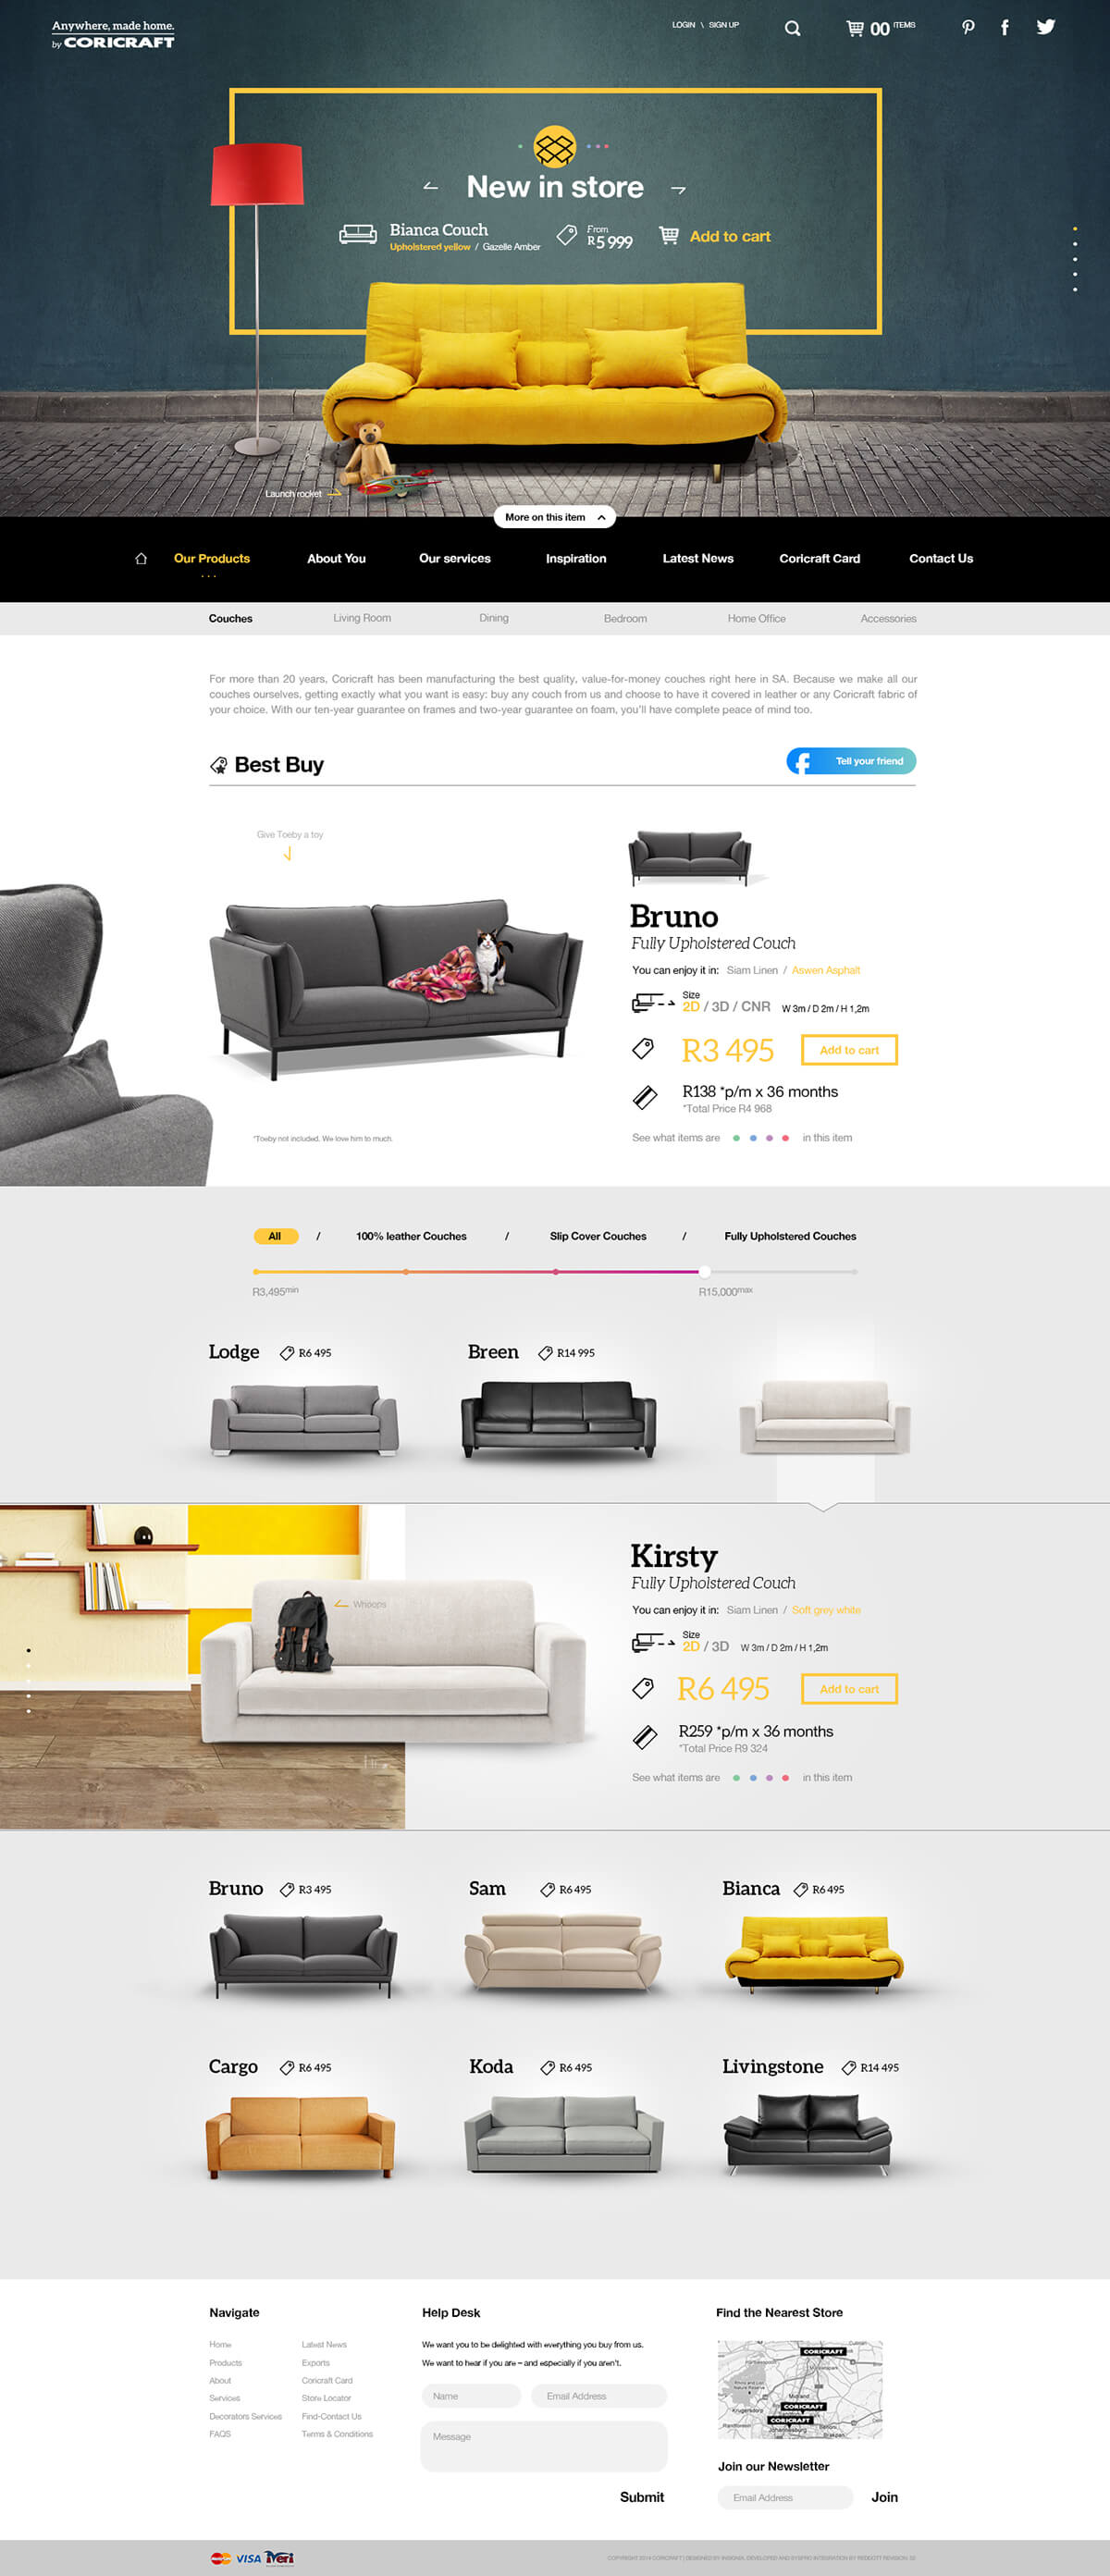 Anywhere, made home.
by CORICRAFT
LOGIN \ SIGN UP
00 ITEMS
New in store
Bianca Couch
Upholstered yellow / Gazelle Amber
From
R5 999
Add to cart
Launch rocket
More on this item
Our Products
About You
Our services
Inspiration
Latest News
Coricraft Card
Contact Us
Couches
Living Room
Dining
Bedroom
Home Office
Accessories
For more than 20 years, Coricraft has been manufacturing the best quality, value-for-money couches right here in SA. Because we make all our
couches ourselves, getting exactly what you want is easy: buy any couch from us and choose to have it covered in leather or any Coricraft fabric of
your choice. With our ten-year guarantee on frames and two-year guarantee on foam, you'll have complete peace of mind too.
Best Buy
Tell your friend
Give Toeby a toy
*Toeby not included. We love him to much.
Bruno
Fully Upholstered Couch
You can enjoy it in: Siam Linen / Aswen Asphalt
Size
2D / 3D / CNR W 3m / D 2m / H 1,2m
R3 495
Add to cart
R138 *p/m x 36 months
*Total Price R4 968
See what items are in this item
All / 100% leather Couches / Slip Cover Couches / Fully Upholstered Couches
R3,495min
R15,000max
Lodge R6 495
Breen R14 995
Whoops
Kirsty
Fully Upholstered Couch
You can enjoy it in: Siam Linen / Soft grey white
Size
2D / 3D W 3m / D 2m / H 1,2m
R6 495
Add to cart
R259 *p/m x 36 months
*Total Price R9 324
See what items are in this item
Bruno R3 495
Sam R6 495
Bianca R6 495
Cargo R6 495
Koda R6 495
Livingstone R14 495
Navigate
Home
Products
About
Services
Decorators Services
FAQS
Latest News
Exports
Coricraft Card
Store Locator
Find-Contact Us
Terms & Conditions
Help Desk
We want you to be delighted with everything you buy from us.
We want to hear if you are – and especially if you aren't.
Name
Email Address
Message
Submit
Find the Nearest Store
CORICRAFT
Midrand
CORICRAFT
Krugersdorp
CORICRAFT
Randfontein
Johannesburg
Join our Newsletter
Email Address
Join
MasterCard
VISA
iVeri